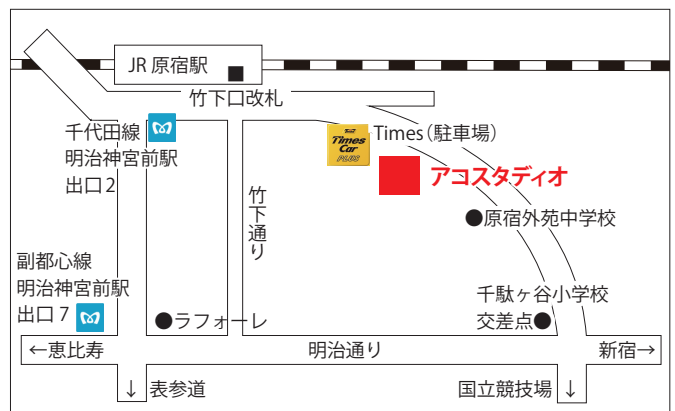 JR 原宿駅
竹下口改札
千代田線
明治神宮前駅
出口 2
Times
Car
PLUS
Times（駐車場）
アコスタディオ
竹下通り
●原宿外苑中学校
副都心線
明治神宮前駅
出口 7
●ラフォーレ
千駄ヶ谷小学校
交差点●
←恵比寿
明治通り
新宿→
↓ 表参道
国立競技場 ↓